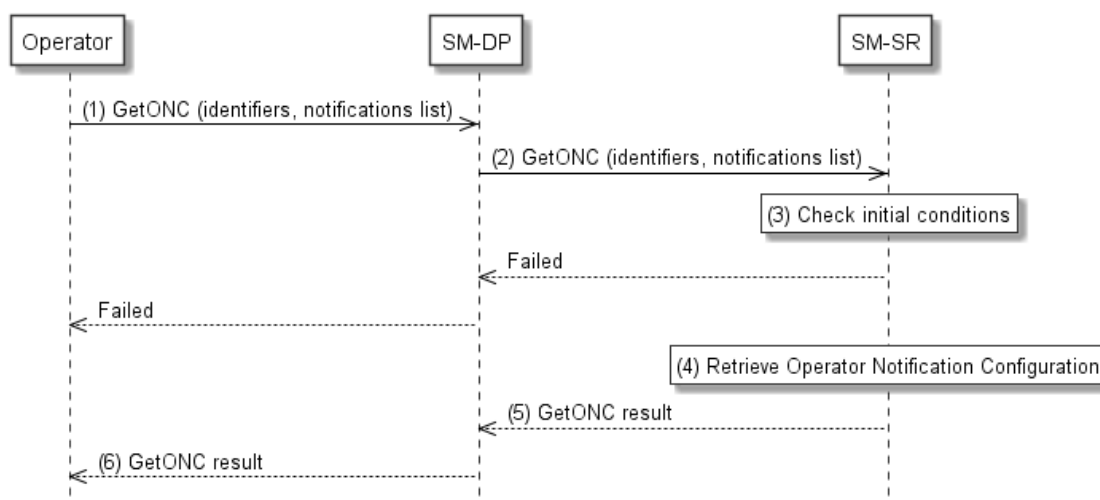 Operator
SM-DP
SM-SR
(1) GetONC (identifiers, notifications list)
(2) GetONC (identifiers, notifications list)
(3) Check initial conditions
Failed
Failed
(4) Retrieve Operator Notification Configuration
(5) GetONC result
(6) GetONC result